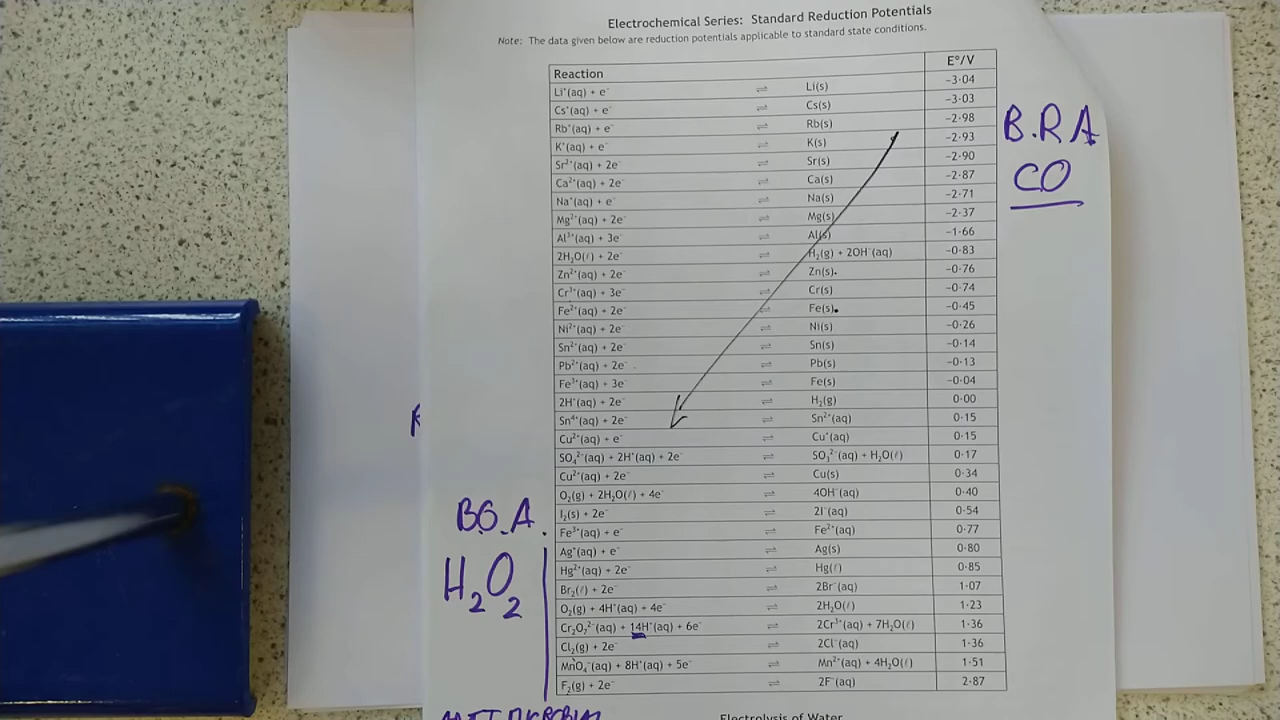 Electrochemical Series: Standard Reduction Potentials
Note: The data given below are reduction potentials applicable to standard state conditions.
Reaction E°/V
Li⁺(aq) + e⁻ ⇌ Li(s) −3·04
Cs⁺(aq) + e⁻ ⇌ Cs(s) −3·03
Rb⁺(aq) + e⁻ ⇌ Rb(s) −2·98
K⁺(aq) + e⁻ ⇌ K(s) −2·93
Sr²⁺(aq) + 2e⁻ ⇌ Sr(s) −2·90
Ca²⁺(aq) + 2e⁻ ⇌ Ca(s) −2·87
Na⁺(aq) + e⁻ ⇌ Na(s) −2·71
Mg²⁺(aq) + 2e⁻ ⇌ Mg(s) −2·37
Al³⁺(aq) + 3e⁻ ⇌ Al(s) −1·66
2H₂O(ℓ) + 2e⁻ ⇌ H₂(g) + 2OH⁻(aq) −0·83
Zn²⁺(aq) + 2e⁻ ⇌ Zn(s) −0·76
Cr³⁺(aq) + 3e⁻ ⇌ Cr(s) −0·74
Fe²⁺(aq) + 2e⁻ ⇌ Fe(s) −0·45
Ni²⁺(aq) + 2e⁻ ⇌ Ni(s) −0·26
Sn²⁺(aq) + 2e⁻ ⇌ Sn(s) −0·14
Pb²⁺(aq) + 2e⁻ ⇌ Pb(s) −0·13
Fe³⁺(aq) + 3e⁻ ⇌ Fe(s) −0·04
2H⁺(aq) + 2e⁻ ⇌ H₂(g) 0·00
Sn⁴⁺(aq) + 2e⁻ ⇌ Sn²⁺(aq) 0·15
Cu²⁺(aq) + e⁻ ⇌ Cu⁺(aq) 0·15
SO₄²⁻(aq) + 2H⁺(aq) + 2e⁻ ⇌ SO₃²⁻(aq) + H₂O(ℓ) 0·17
Cu²⁺(aq) + 2e⁻ ⇌ Cu(s) 0·34
O₂(g) + 2H₂O(ℓ) + 4e⁻ ⇌ 4OH⁻(aq) 0·40
I₂(s) + 2e⁻ ⇌ 2I⁻(aq) 0·54
Fe³⁺(aq) + e⁻ ⇌ Fe²⁺(aq) 0·77
Ag⁺(aq) + e⁻ ⇌ Ag(s) 0·80
Hg²⁺(aq) + 2e⁻ ⇌ Hg(ℓ) 0·85
Br₂(ℓ) + 2e⁻ ⇌ 2Br⁻(aq) 1·07
O₂(g) + 4H⁺(aq) + 4e⁻ ⇌ 2H₂O(ℓ) 1·23
Cr₂O₇²⁻(aq) + 14H⁺(aq) + 6e⁻ ⇌ 2Cr³⁺(aq) + 7H₂O(ℓ) 1·36
Cl₂(g) + 2e⁻ ⇌ 2Cl⁻(aq) 1·36
MnO₄⁻(aq) + 8H⁺(aq) + 5e⁻ ⇌ Mn²⁺(aq) + 4H₂O(ℓ) 1·51
F₂(g) + 2e⁻ ⇌ 2F⁻(aq) 2·87
B.R.A
CO
B.O.A.
H₂O₂
ANTIMICROBIAL
Electrolysis of Water